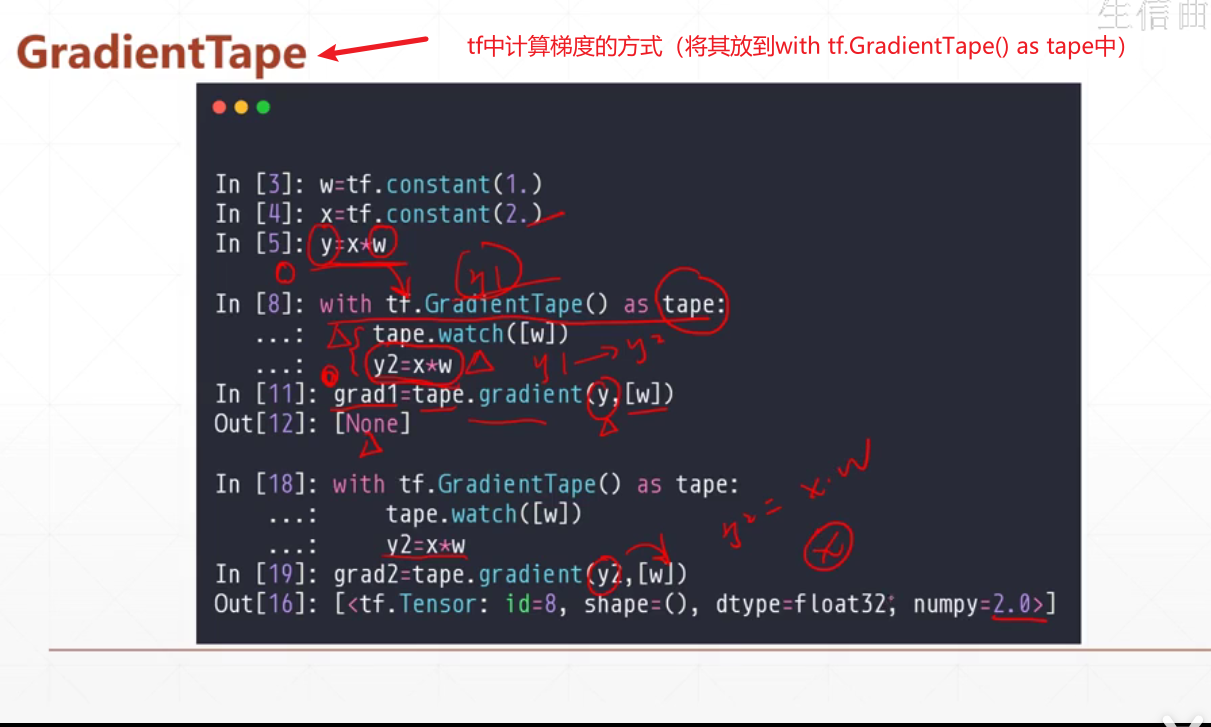 生信
GradientTape
tf中计算梯度的方式（将其放到with tf.GradientTape() as tape中）
In [3]: w=tf.constant(1.)
In [4]: x=tf.constant(2.)
In [5]: y=x*w
y1
In [8]: with tf.GradientTape() as tape:
...: tape.watch([w])
...: y2=x*w
y1→y2
In [11]: grad1=tape.gradient(y,[w])
Out[12]: [None]
In [18]: with tf.GradientTape() as tape:
...: tape.watch([w])
...: y2=x*w
y2=x·w
x
In [19]: grad2=tape.gradient(y2,[w])
Out[16]: [<tf.Tensor: id=8, shape=(), dtype=float32, numpy=2.0>]